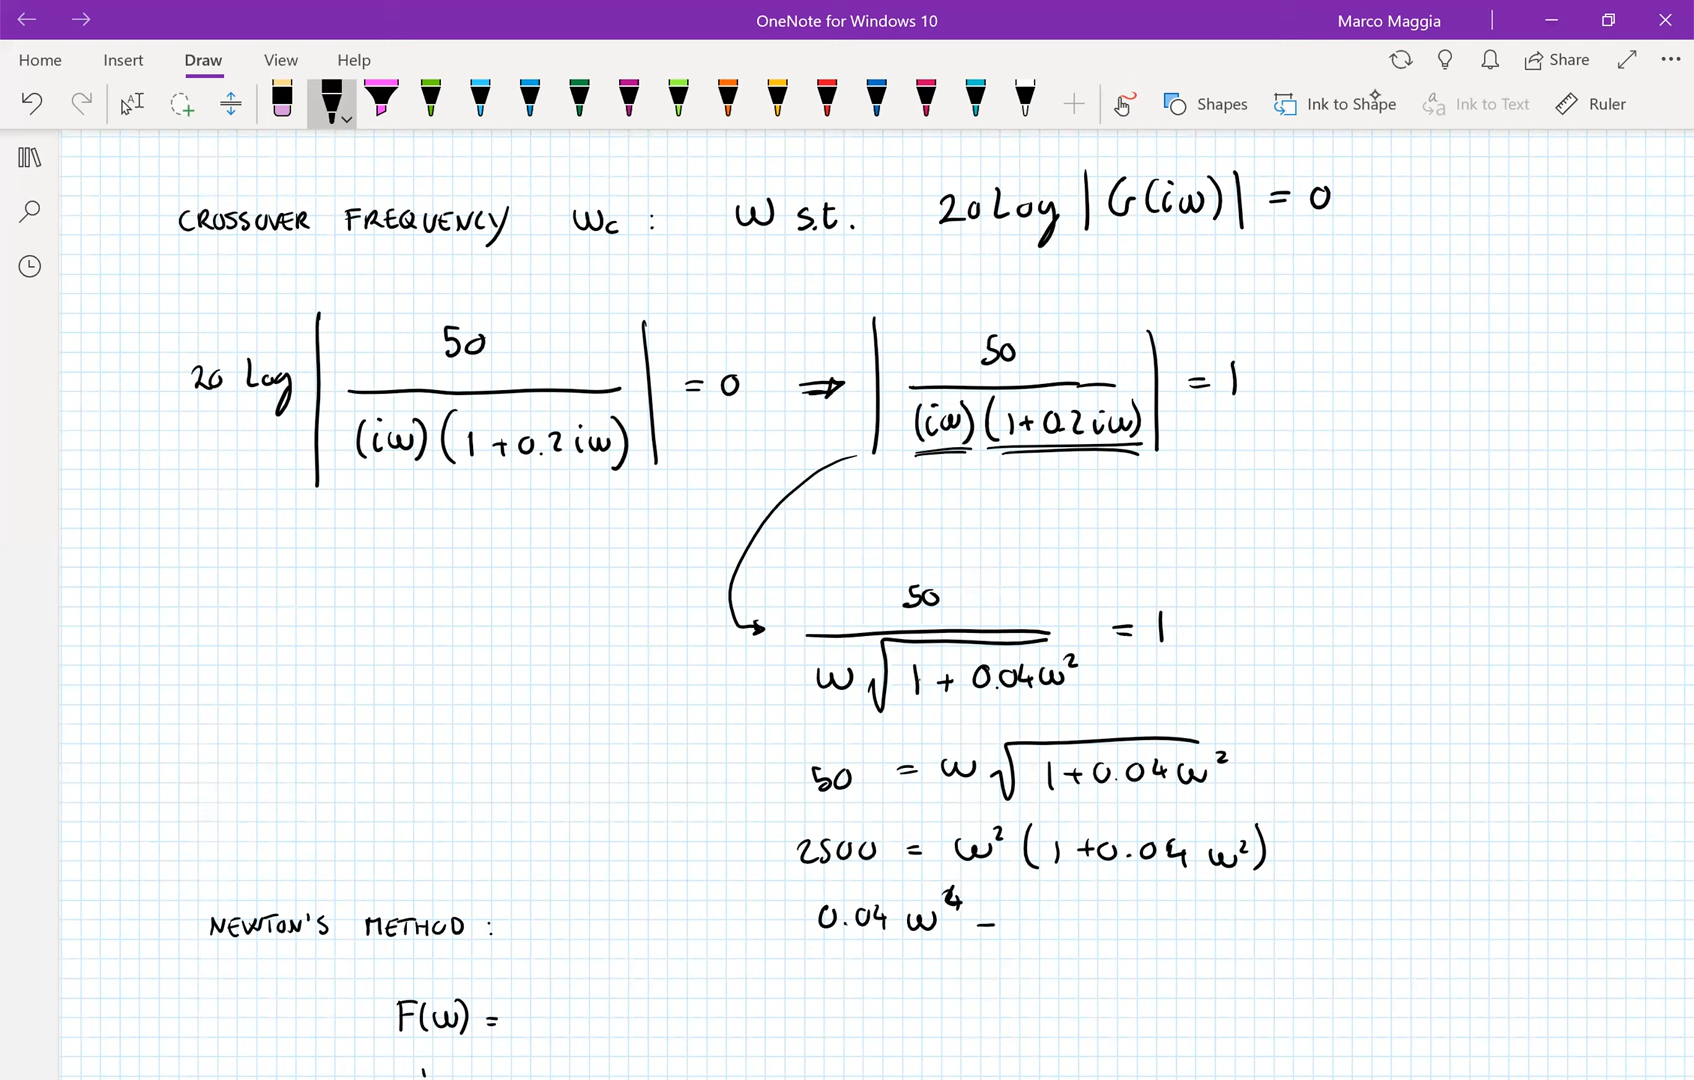 OneNote for Windows 10
Marco Maggia
Home Insert Draw View Help
Share
Shapes Ink to Shape Ink to Text Ruler
CROSSOVER FREQUENCY ωc : ω s.t. 20 Log |G(iω)| = 0
20 Log | 50 / (iω)(1+0.2iω) | = 0 ⇒ | 50 / (iω)(1+0.2iω) | = 1
50 / ω√(1+0.04ω²) = 1
50 = ω√(1+0.04ω²)
2500 = ω²(1+0.04ω²)
0.04ω⁴ –
NEWTON'S METHOD :
F(ω) =